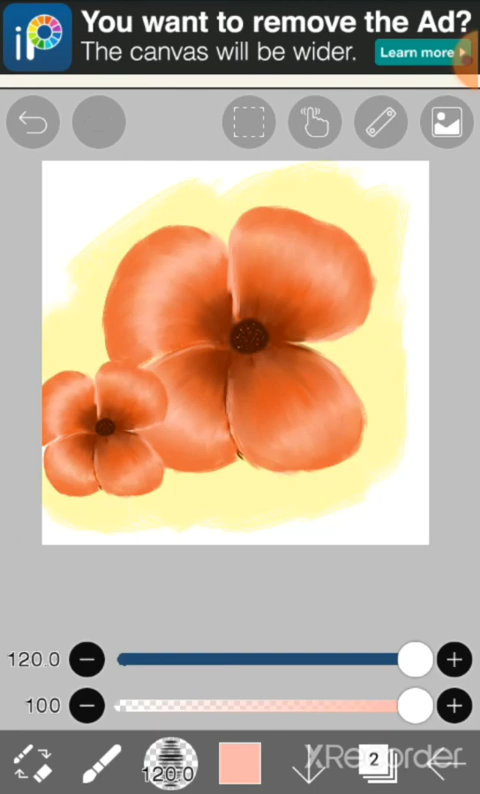 iP
You want to remove the Ad?
The canvas will be wider.
Learn more
120.0
100
120.0
2
XRecorder